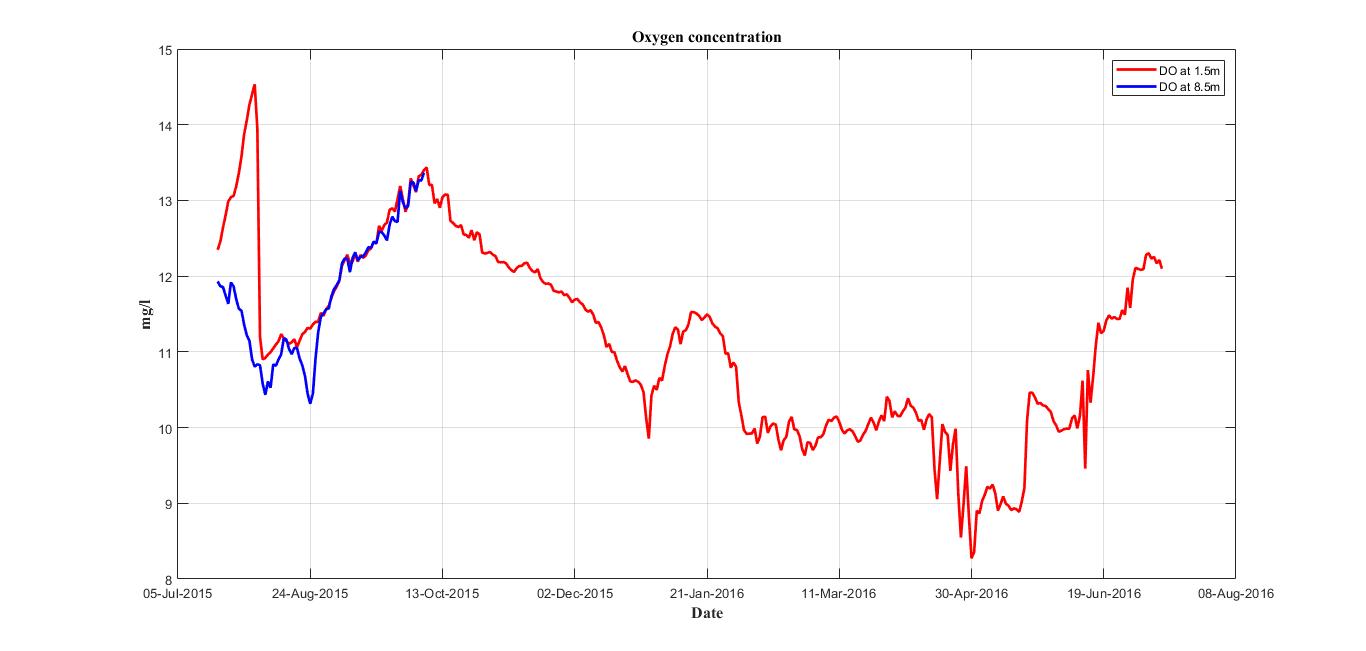 Oxygen concentration
DO at 1.5m
DO at 8.5m
15
14
13
12
11
10
9
8
mg/l
05-Jul-2015 24-Aug-2015 13-Oct-2015 02-Dec-2015 21-Jan-2016 11-Mar-2016 30-Apr-2016 19-Jun-2016 08-Aug-2016
Date